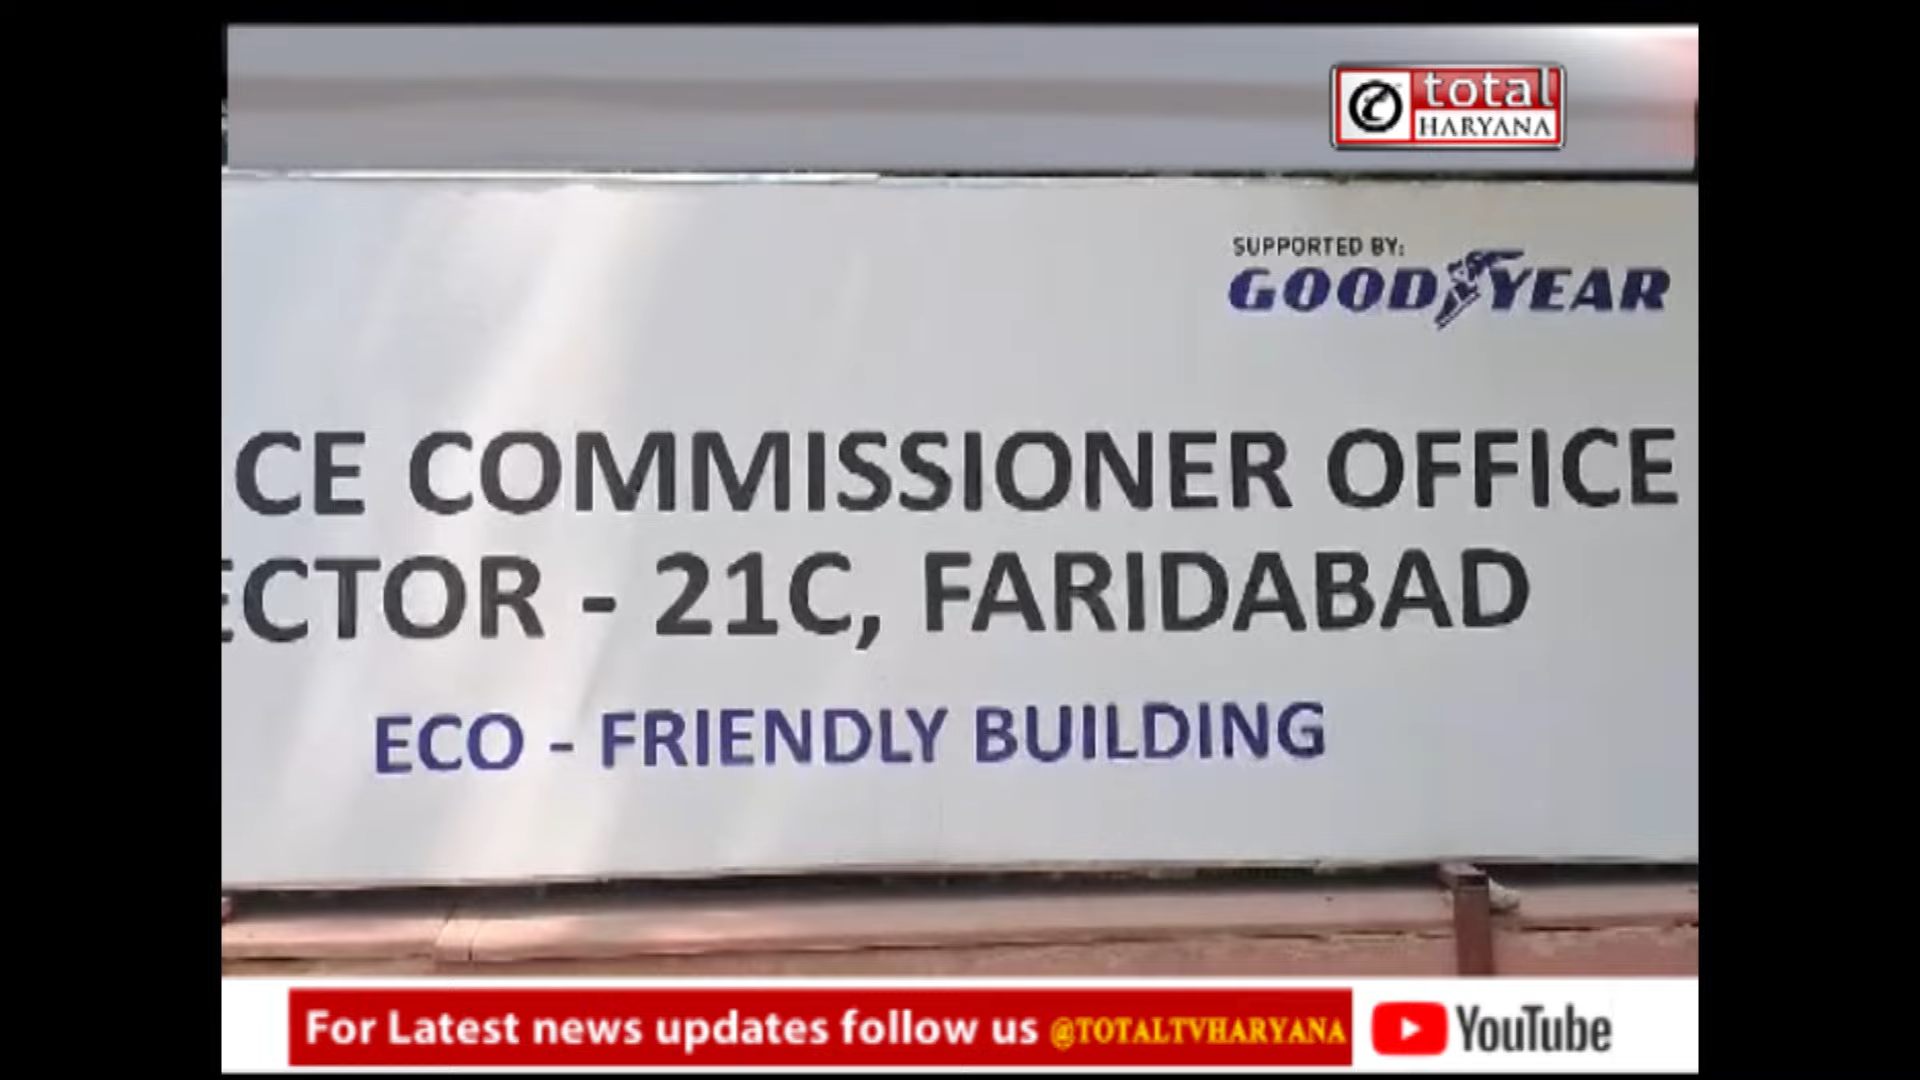 total
HARYANA
SUPPORTED BY:
GOODYEAR
CE COMMISSIONER OFFICE
ECTOR - 21C, FARIDABAD
ECO - FRIENDLY BUILDING
For Latest news updates follow us @TOTALTVHARYANA YouTube